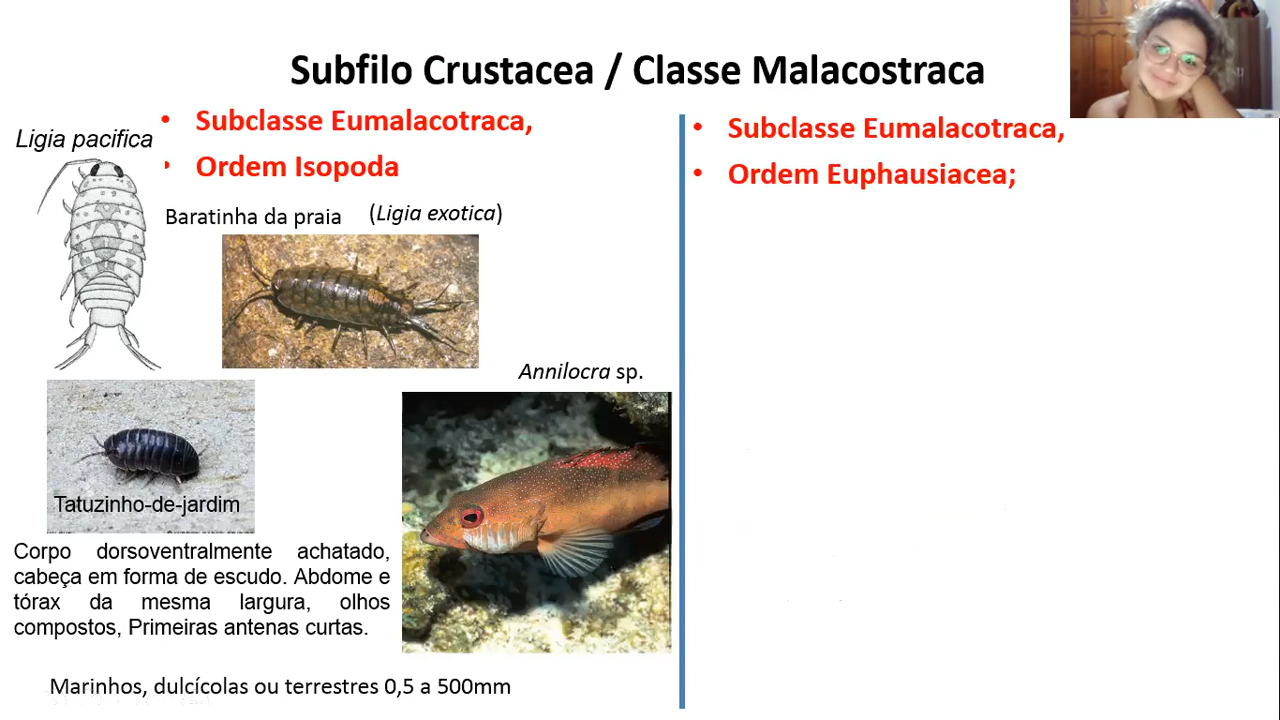 Subfilo Crustacea / Classe Malacostraca
• Subclasse Eumalacotraca,
• Ordem Isopoda
Ligia pacifica
Baratinha da praia (Ligia exotica)
Annilocra sp.
Tatuzinho-de-jardim
Corpo dorsoventralmente achatado,
cabeça em forma de escudo. Abdome e
tórax da mesma largura, olhos
compostos, Primeiras antenas curtas.
Marinhos, dulcícolas ou terrestres 0,5 a 500mm
• Subclasse Eumalacotraca,
• Ordem Euphausiacea;